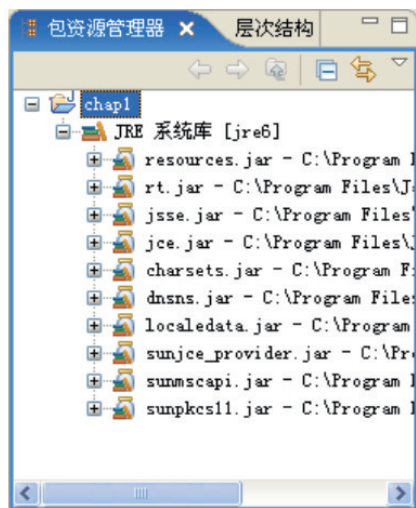 包资源管理器 层次结构
chap1
JRE 系统库 [jre6]
resources.jar - C:\Program
rt.jar - C:\Program Files\J
jsse.jar - C:\Program Files
jce.jar - C:\Program Files\
charsets.jar - C:\Program F
dnsns.jar - C:\Program File
localedata.jar - C:\Program
sunjce_provider.jar - C:\Pr
sunmscapi.jar - C:\Program
sunpkcs11.jar - C:\Program